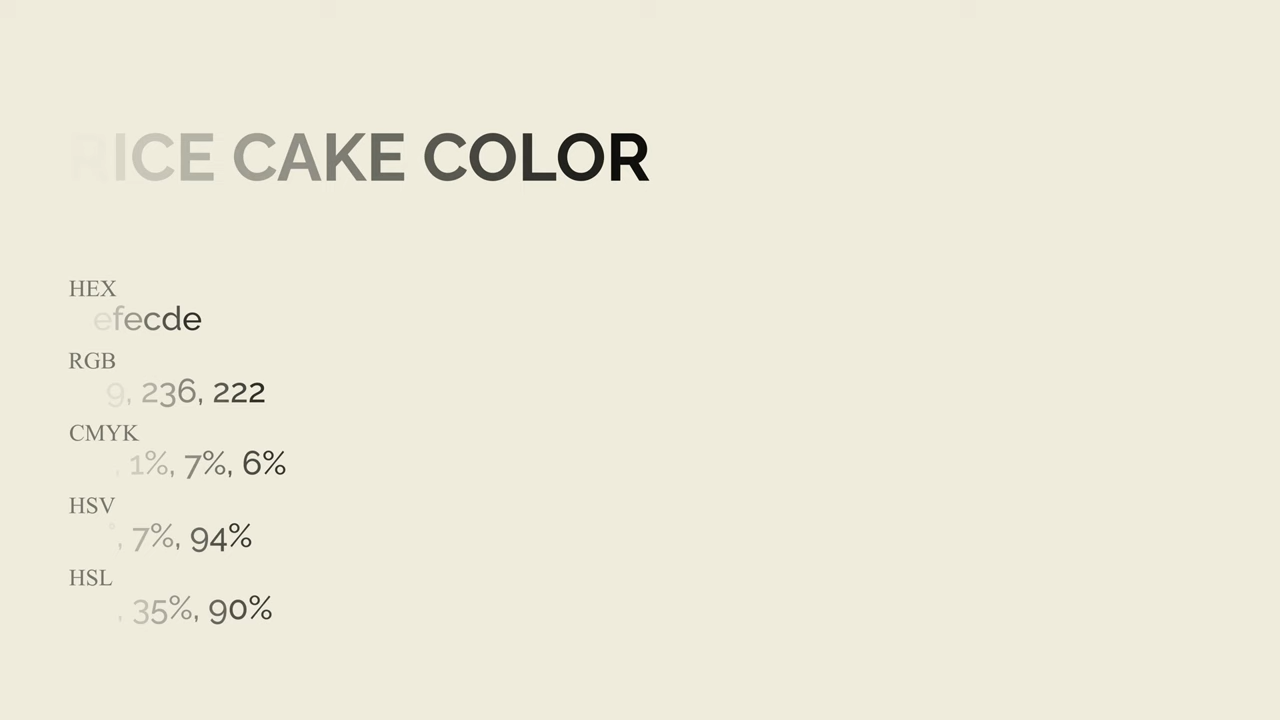 RICE CAKE COLOR
HEX
efecde
RGB
9, 236, 222
CMYK
, 1%, 7%, 6%
HSV
°, 7%, 94%
HSL
, 35%, 90%